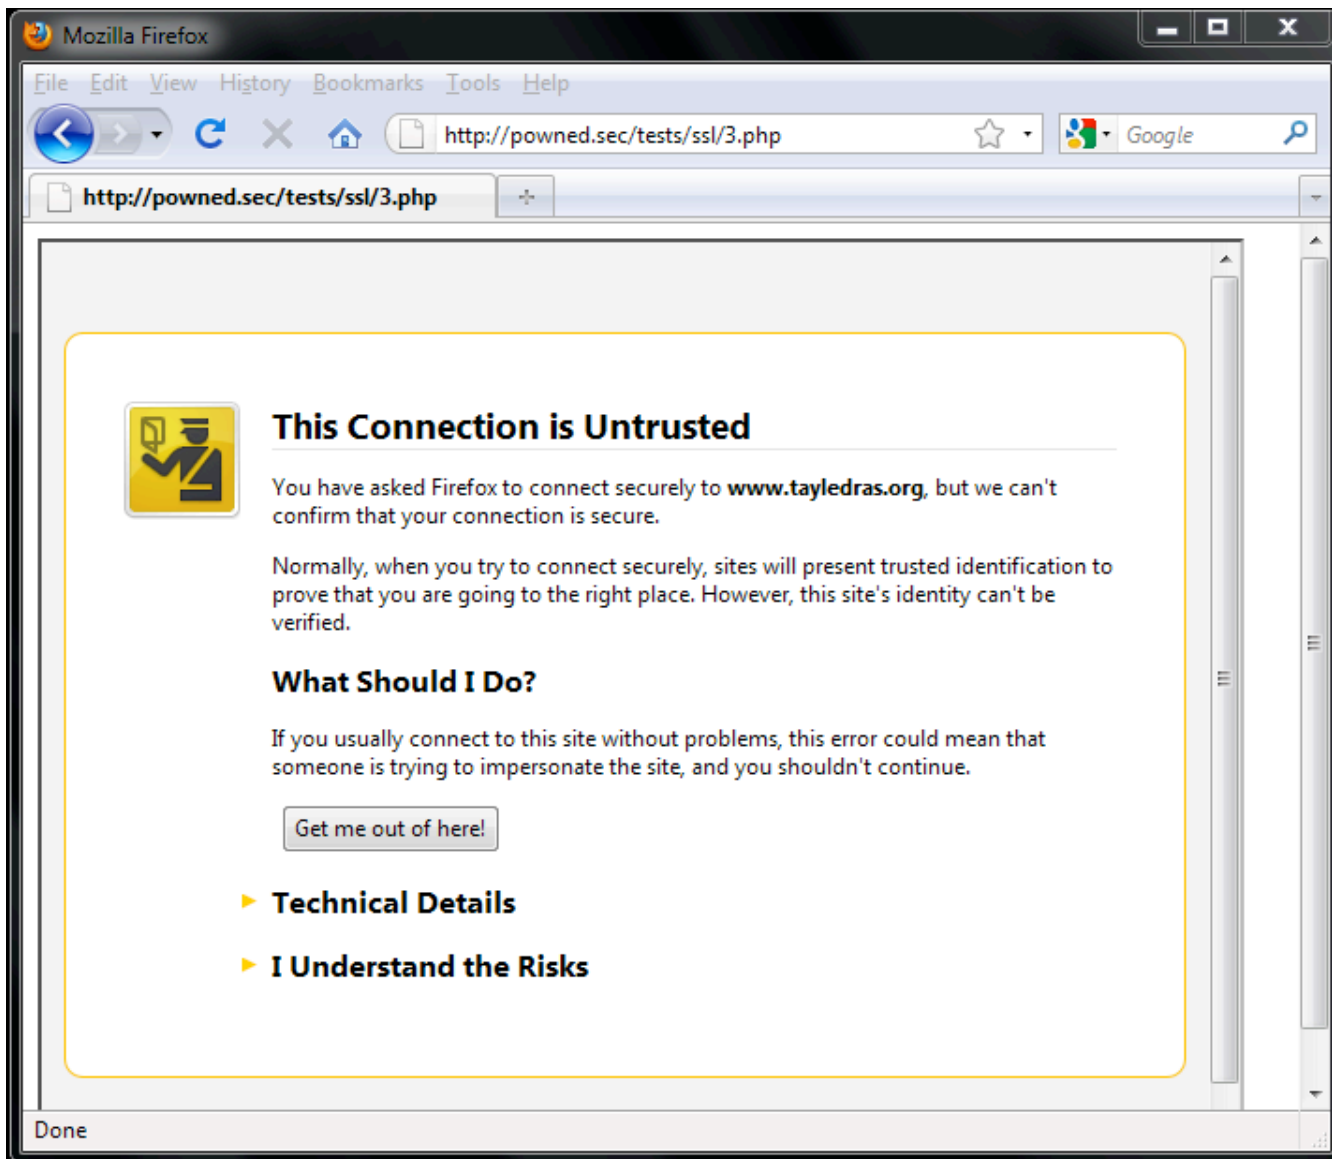 Mozilla Firefox
File Edit View History Bookmarks Tools Help
http://powned.sec/tests/ssl/3.php Google
http://powned.sec/tests/ssl/3.php
This Connection is Untrusted
You have asked Firefox to connect securely to www.tayledras.org, but we can't
confirm that your connection is secure.
Normally, when you try to connect securely, sites will present trusted identification to
prove that you are going to the right place. However, this site's identity can't be
verified.
What Should I Do?
If you usually connect to this site without problems, this error could mean that
someone is trying to impersonate the site, and you shouldn't continue.
Get me out of here!
Technical Details
I Understand the Risks
Done